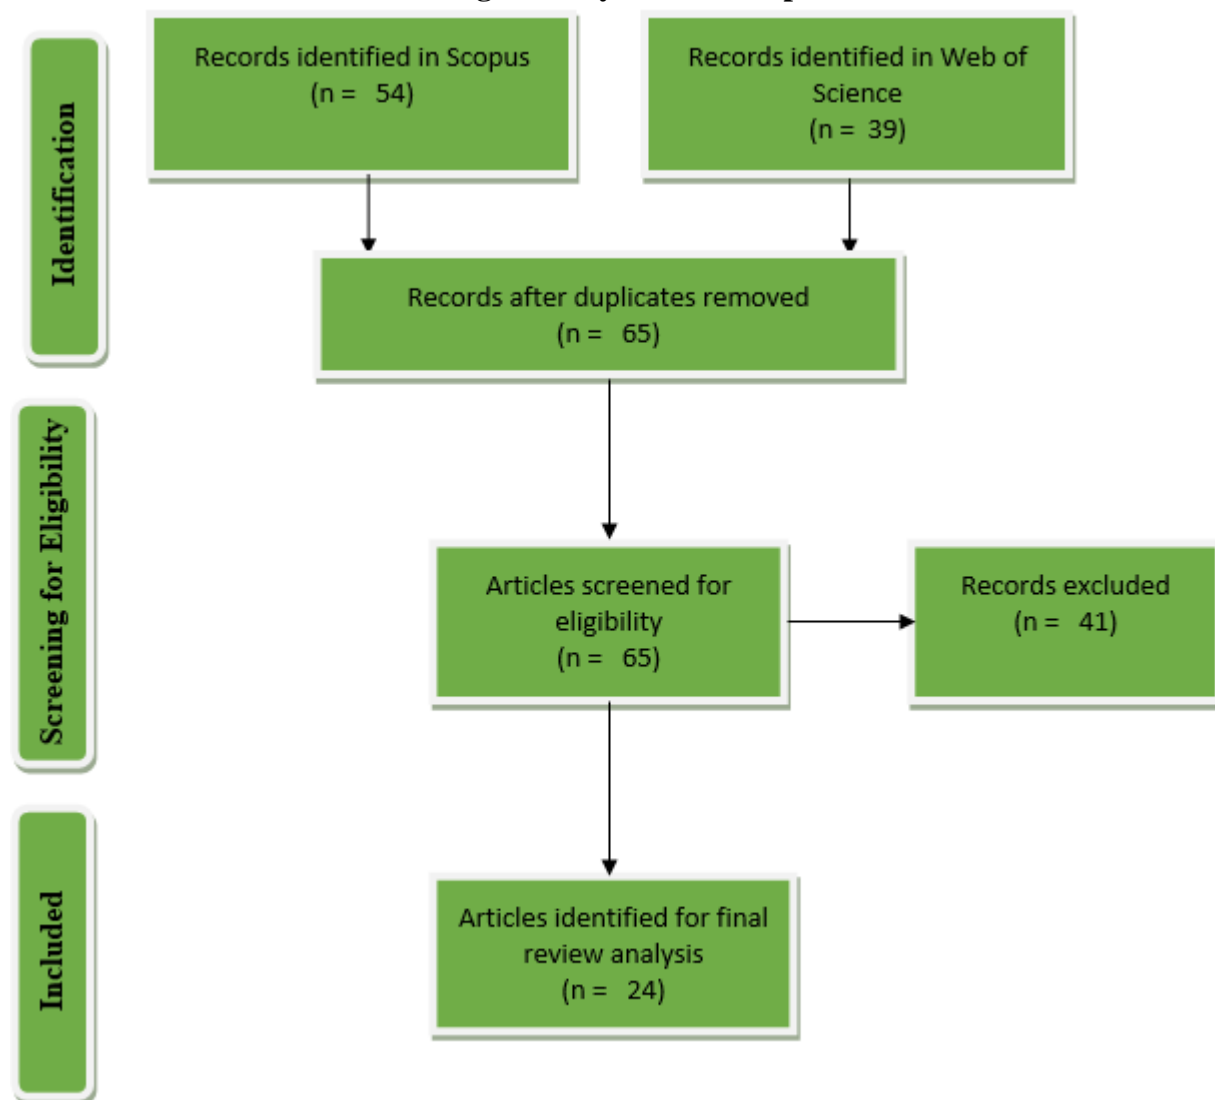 Identification
Records identified in Scopus
(n = 54)
Records identified in Web of
Science
(n = 39)
Records after duplicates removed
(n = 65)
Screening for Eligibility
Articles screened for
eligibility
(n = 65)
Records excluded
(n = 41)
Included
Articles identified for final
review analysis
(n = 24)